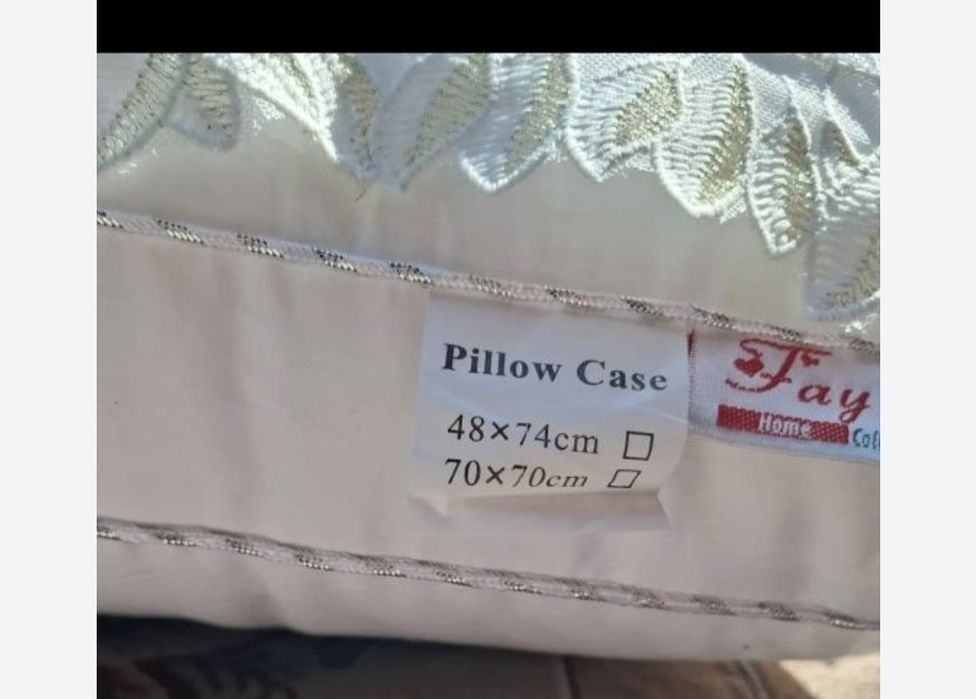 Pillow Case
48×74cm □
70×70cm □
Fay
Home